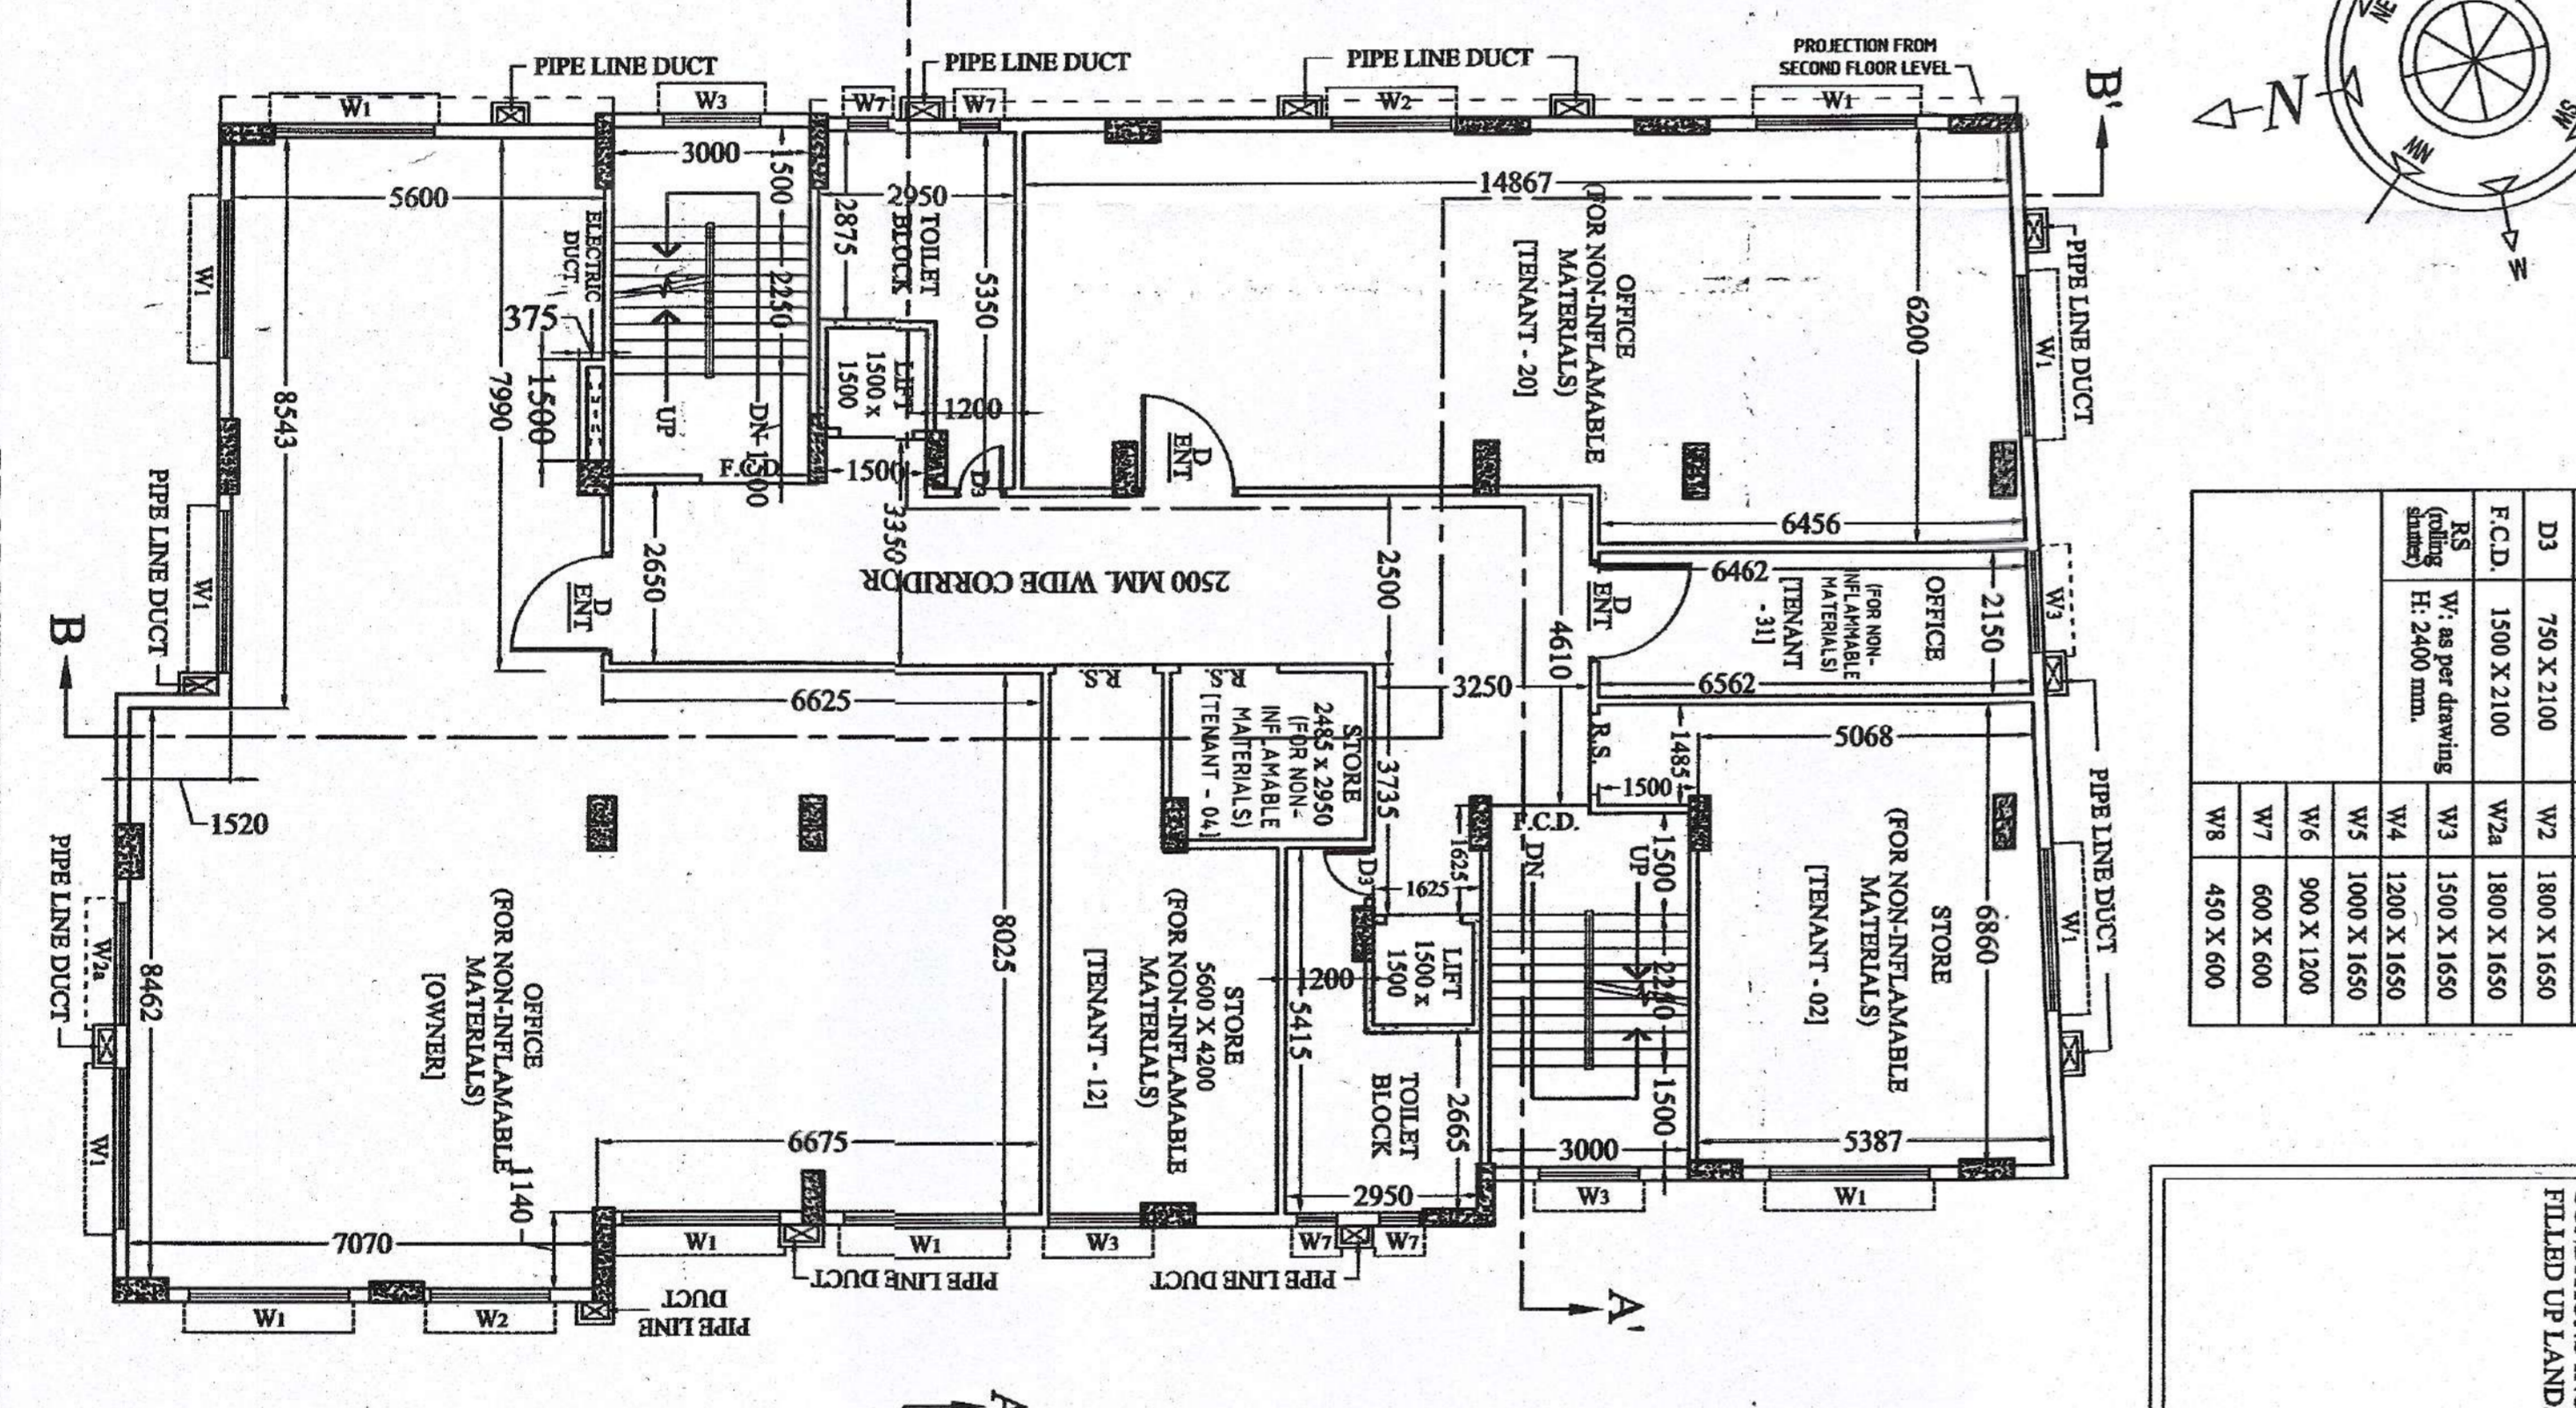 PIPE LINE DUCT
PIPE LINE DUCT
PIPE LINE DUCT
PROJECTION FROM
SECOND FLOOR LEVEL
B'
N
NE
NW
W
SW
W1
W3
W7
W7
W2
W1
3000
1500
5600
2950
14867
ELECTRIC
DUCT
375
1500
2250
2875
TOILET
BLOCK
5350
LIFT
1500 x
1500
1200
UP
DN
1500
F.C.D.
1500
D3
OFFICE
(FOR NON-INFLAMABLE
MATERIALS)
[TENANT - 20]
6200
D
ENT
PIPE LINE DUCT
W1
W1
8543
7990
PIPE LINE DUCT
W1
B
D
ENT
2650
3350
2500 MM. WIDE CORRIDOR
2500
4610
6456
D
ENT
6462
OFFICE
(FOR NON-
INFLAMMABLE
MATERIALS)
[TENANT
- 31]
2150
W3
6562
3250
6625
R.S.
R.S.
STORE
2485 x 2950
(FOR NON-
INFLAMABLE
MATERIALS)
[TENANT - 04]
3735
R.S.
1485
1500
5068
PIPE LINE DUCT
1520
PIPE LINE DUCT
W2a
W1
8462
OFFICE
(FOR NON-INFLAMABLE
MATERIALS)
[OWNER]
8025
STORE
5600 X 4200
(FOR NON-INFLAMABLE
MATERIALS)
[TENANT - 12]
D3
1625
1625
F.C.D.
DN
UP
1500
LIFT
1500 x
1500
1200
5415
1500
TOILET
BLOCK
2665
STORE
(FOR NON-INFLAMABLE
MATERIALS)
[TENANT - 02]
6860
W1
6675
1140
7070
2950
3000
5387
W1
W2
W1
W1
W3
W7
W7
W3
W1
PIPE LINE
DUCT
PIPE LINE DUCT
PIPE LINE DUCT
A'
D3 750 X 2100 W2 1800 X 1650
F.C.D. 1500 X 2100 W2a 1800 X 1650
RS (rolling shutter) W: as per drawing H: 2400 mm. W3 1500 X 1650
W4 1200 X 1650
W5 1000 X 1650
W6 900 X 1200
W7 600 X 600
W8 450 X 600
FILLED UP LAND